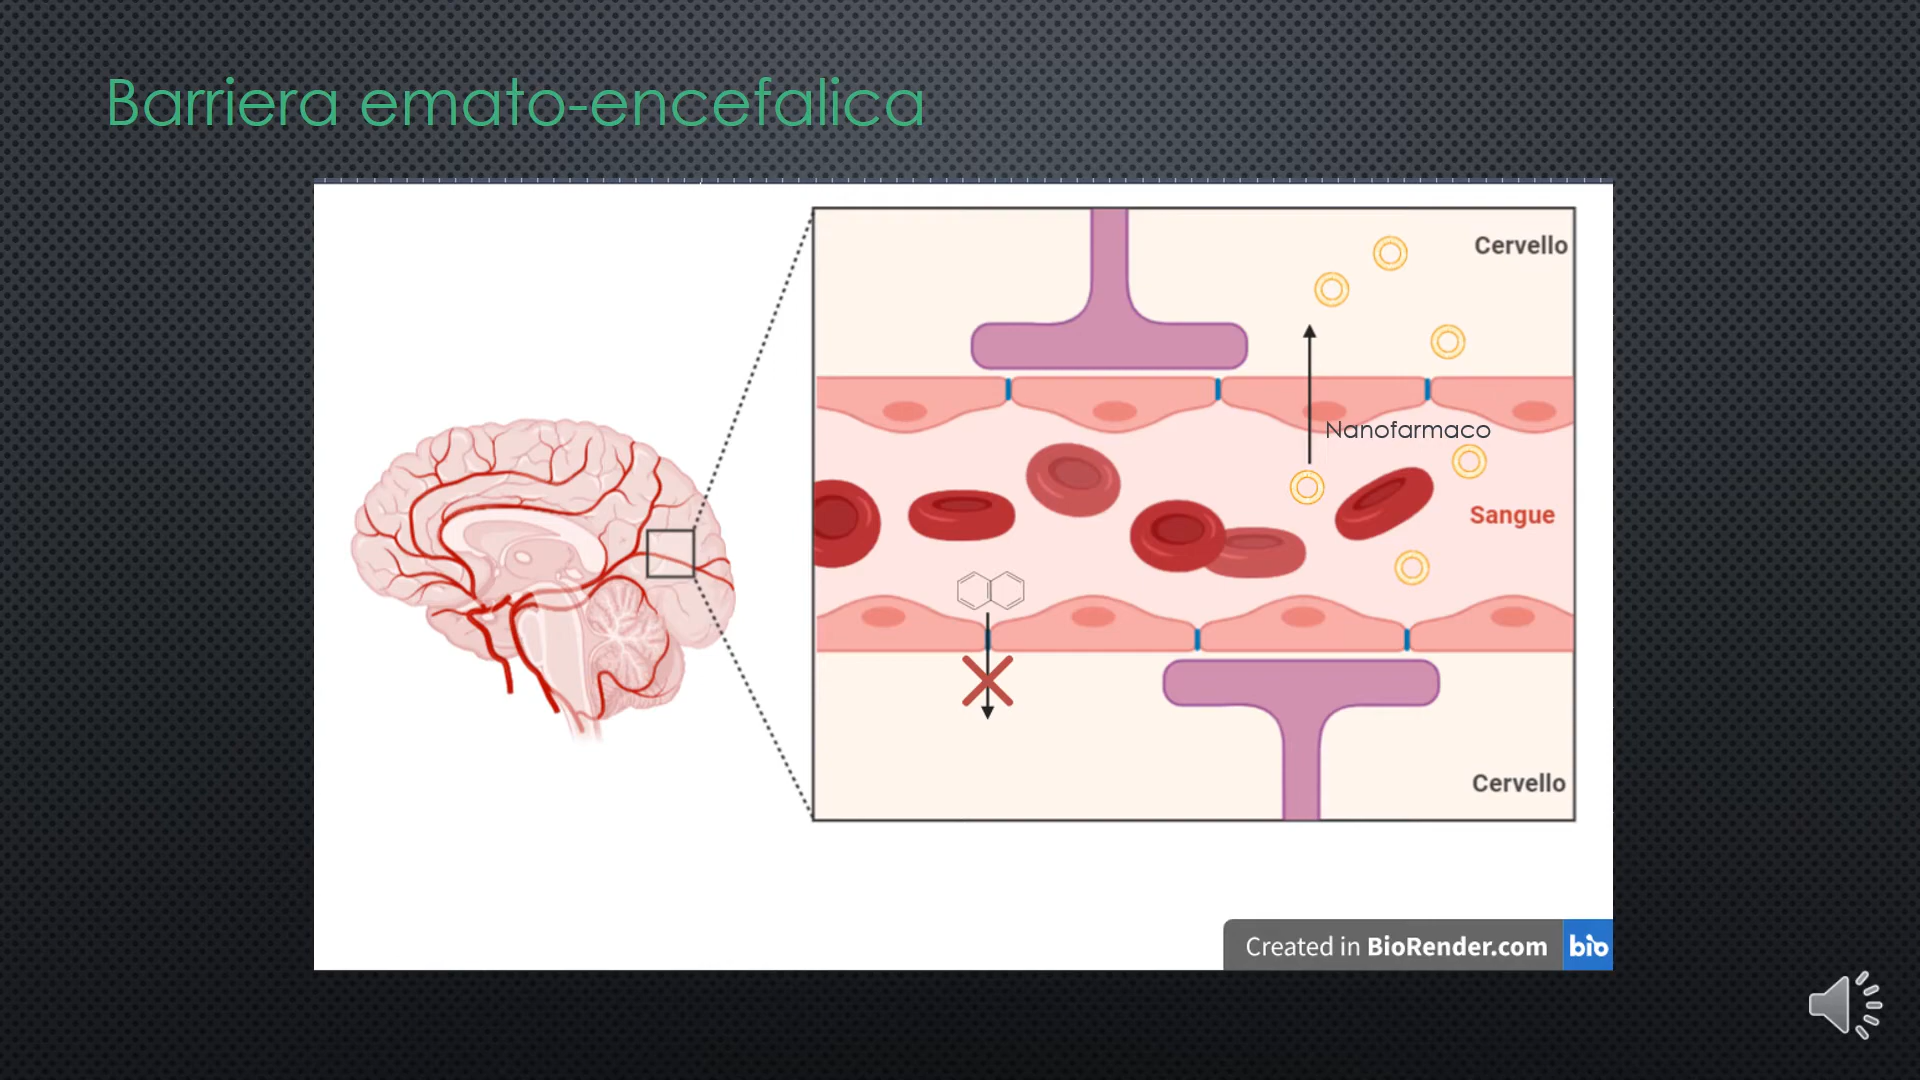 Barriera emato-encefalica
Cervello
Nanofarmaco
Sangue
Cervello
Created in BioRender.com bio